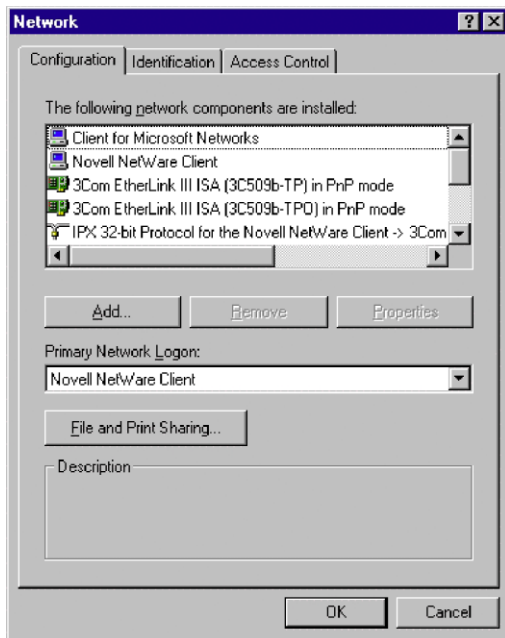 Network
Configuration Identification Access Control
The following network components are installed:
Client for Microsoft Networks
Novell NetWare Client
3Com EtherLink III ISA (3C509b-TP) in PnP mode
3Com EtherLink III ISA (3C509b-TPO) in PnP mode
IPX 32-bit Protocol for the Novell NetWare Client -> 3Com
Add... Remove Properties
Primary Network Logon:
Novell NetWare Client
File and Print Sharing...
Description
OK Cancel